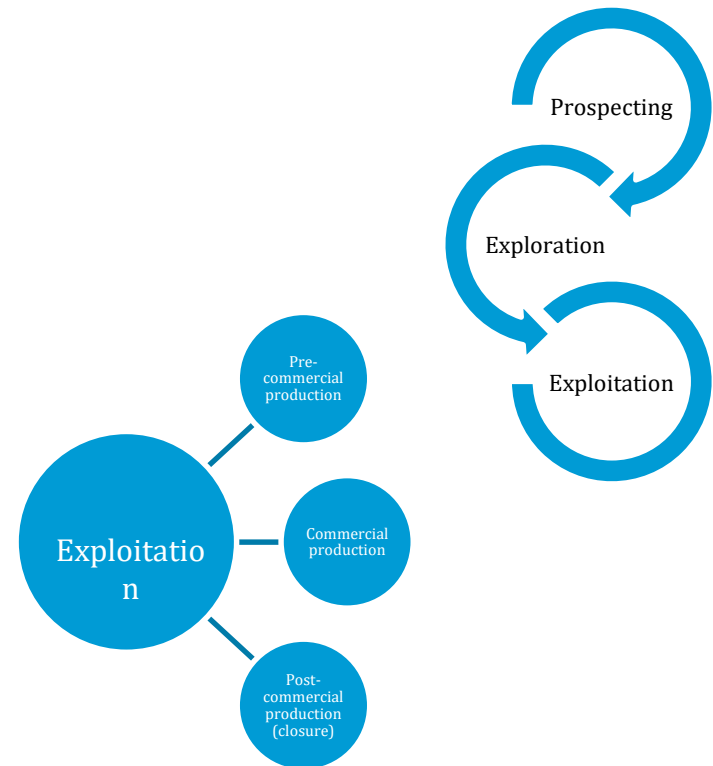 Prospecting
Exploration
Exploitation
Pre-
commercial
production
Exploitatio
n
Commercial
production
Post-
commercial
production
(closure)